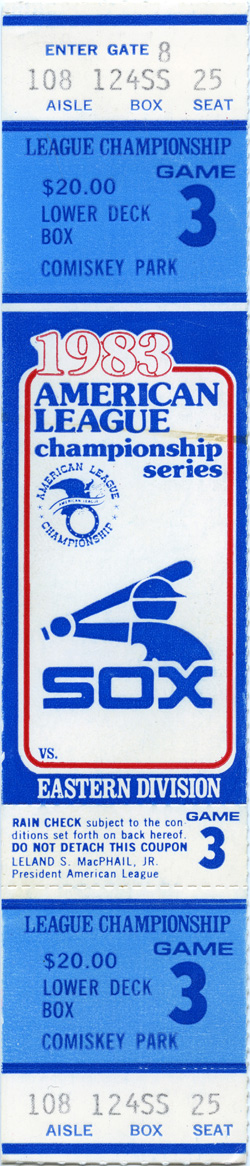 ENTER GATE 8
108 124SS 25
AISLE BOX SEAT
LEAGUE CHAMPIONSHIP
GAME
$20.00
3
LOWER DECK
BOX
COMISKEY PARK
1983
AMERICAN
LEAGUE
championship
series
AMERICAN LEAGUE
AMERICAN LEAGUE
CHAMPIONSHIP
SOX
VS.
EASTERN DIVISION
RAIN CHECK subject to the con-
ditions set forth on back hereof.
DO NOT DETACH THIS COUPON
LELAND S. MacPHAIL, JR.
President American League
GAME
3
LEAGUE CHAMPIONSHIP
GAME
$20.00
3
LOWER DECK
BOX
COMISKEY PARK
108 124SS 25
AISLE BOX SEAT